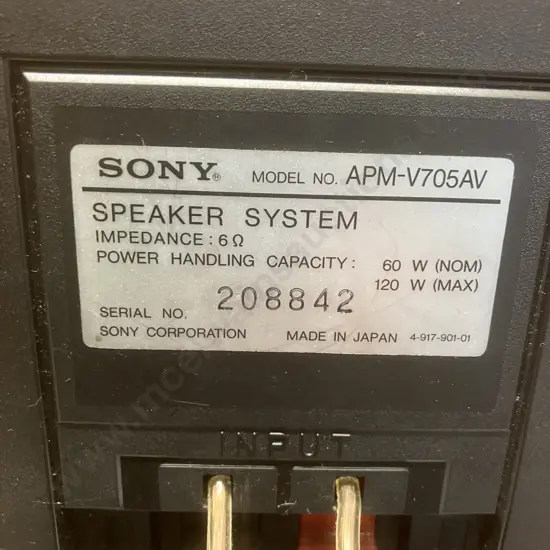 SONY® MODEL NO. APM-V705AV
SPEAKER SYSTEM
IMPEDANCE : 6 Ω
POWER HANDLING CAPACITY : 60 W (NOM)
120 W (MAX)
SERIAL NO. 208842
SONY CORPORATION MADE IN JAPAN 4-917-901-01
INPUT